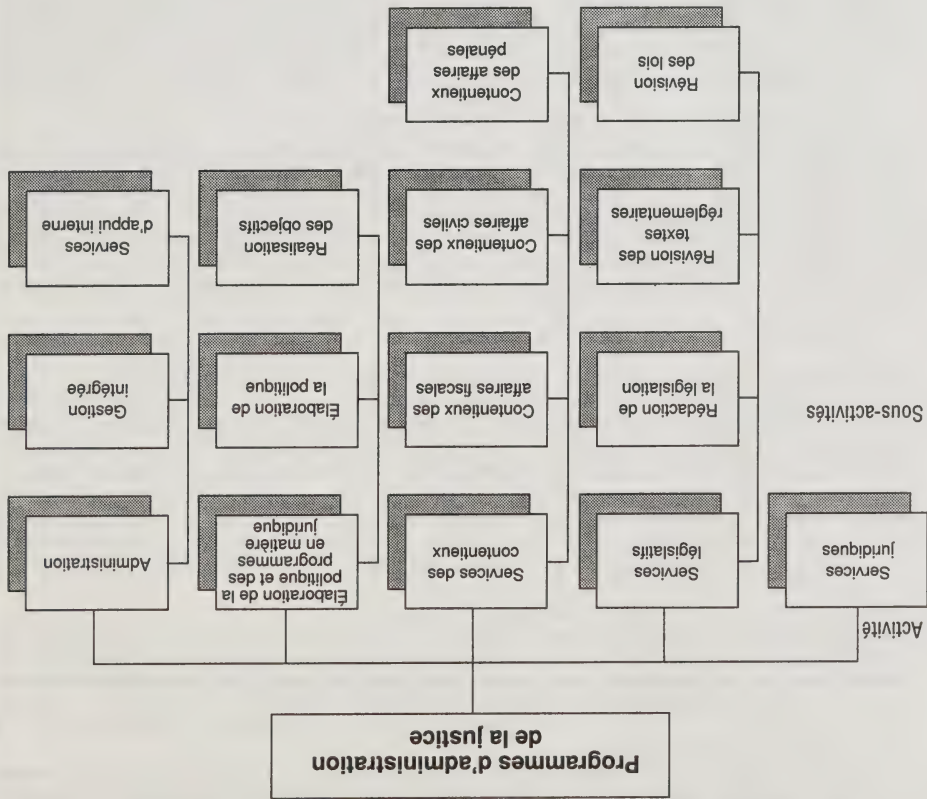 Programmes d'administration
de la justice
Activité
Services
juridiques
Services
législatifs
Services des
contentieux
Élaboration de la
politique et des
programmes
en matière
juridique
Administration
Sous-activités
Rédaction de
la législation
Contentieux des
affaires fiscales
Élaboration de
la politique
Gestion
intégrée
Révision des
textes
réglementaires
Contentieux des
affaires civiles
Réalisation
des objectifs
Services
d'appui interne
Révision
des lois
Contentieux
des affaires
pénales